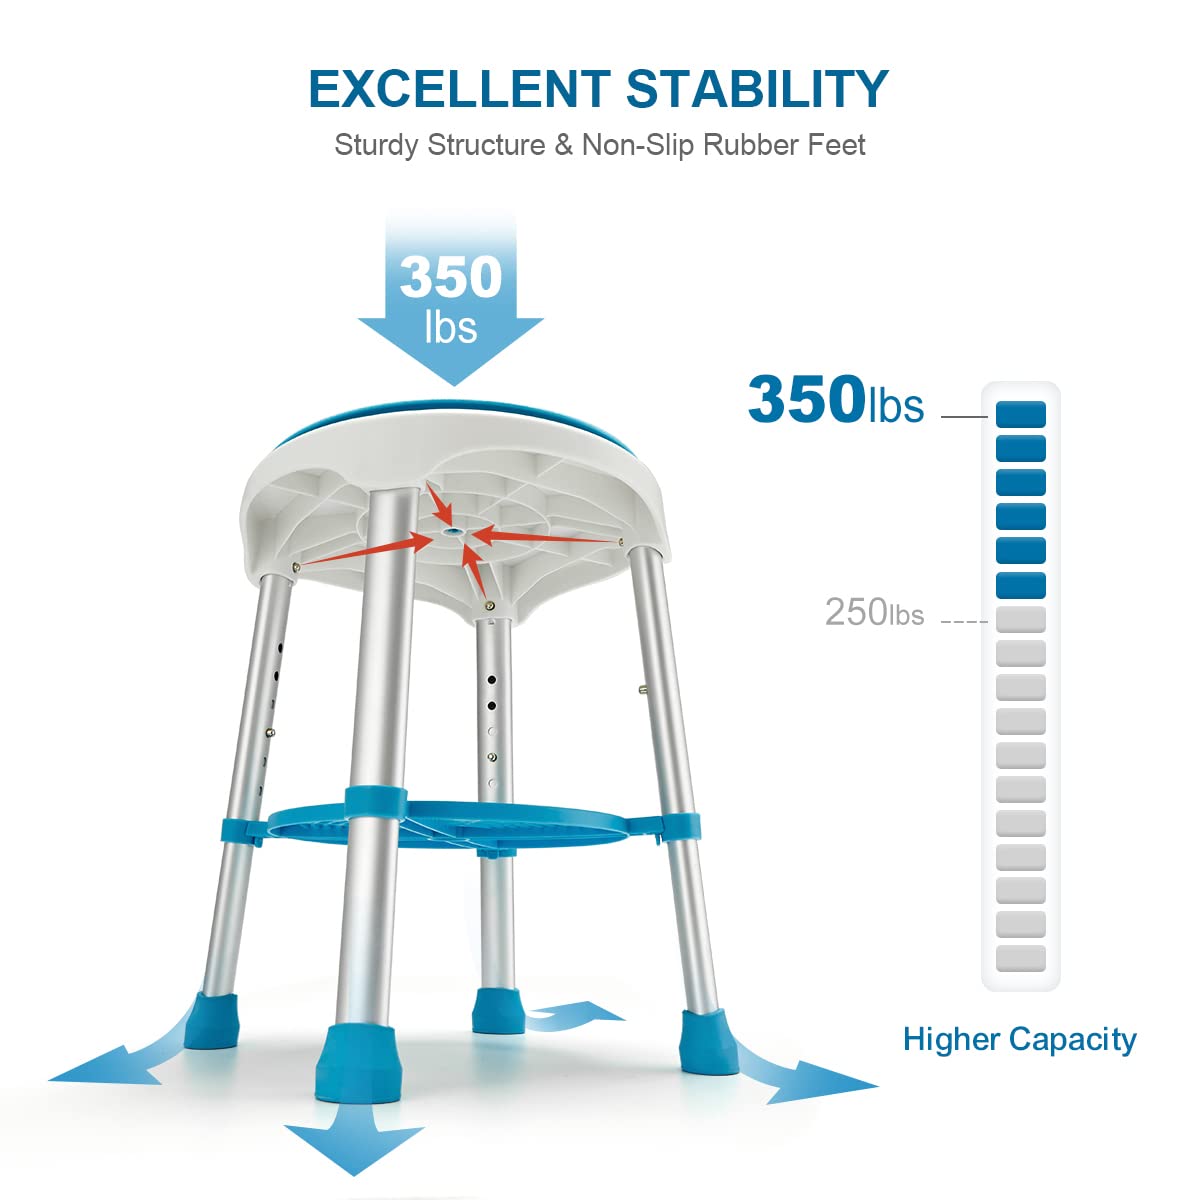 EXCELLENT STABILITY
Sturdy Structure & Non-Slip Rubber Feet
350
lbs
350lbs
250lbs
Higher Capacity